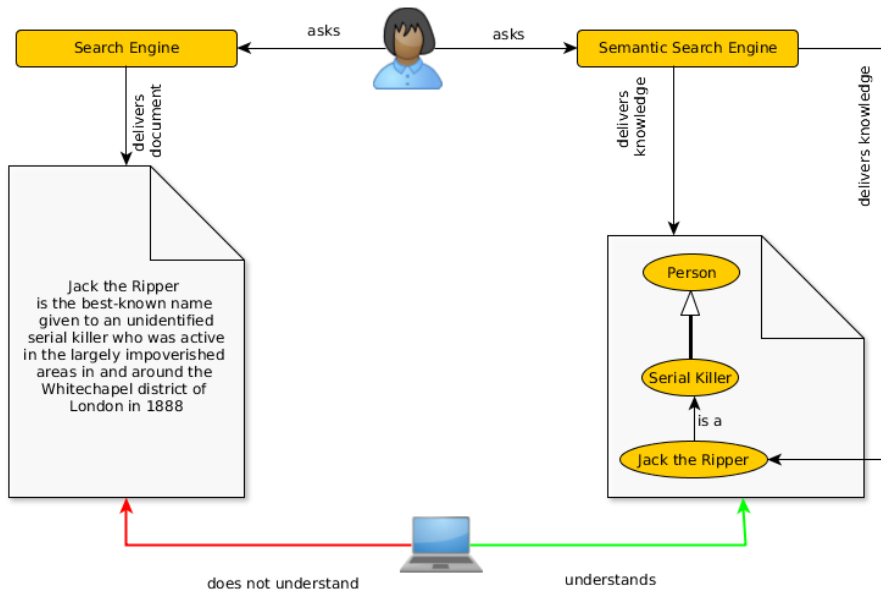 asks
asks
Search Engine
Semantic Search Engine
delivers
document
delivers
knowledge
delivers knowledge
Jack the Ripper
is the best-known name
given to an unidentified
serial killer who was active
in the largely impoverished
areas in and around the
Whitechapel district of
London in 1888
Person
Serial Killer
is a
Jack the Ripper
does not understand
understands